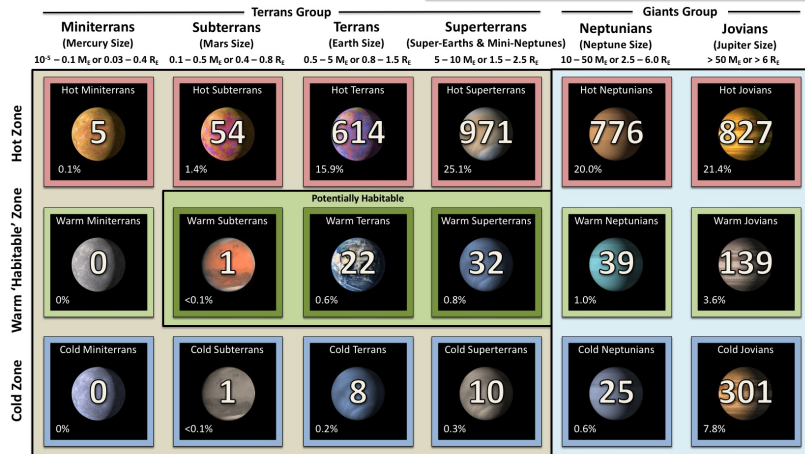 Terrans Group
Giants Group
Miniterrans
(Mercury Size)
10⁻⁵ – 0.1 M_E or 0.03 – 0.4 R_E
Subterrans
(Mars Size)
0.1 – 0.5 M_E or 0.4 – 0.8 R_E
Terrans
(Earth Size)
0.5 – 5 M_E or 0.8 – 1.5 R_E
Superterrans
(Super-Earths & Mini-Neptunes)
5 – 10 M_E or 1.5 – 2.5 R_E
Neptunians
(Neptune Size)
10 – 50 M_E or 2.5 – 6.0 R_E
Jovians
(Jupiter Size)
> 50 M_E or > 6 R_E
Hot Zone
Hot Miniterrans
5
0.1%
Hot Subterrans
54
1.4%
Hot Terrans
614
15.9%
Hot Superterrans
971
25.1%
Hot Neptunians
776
20.0%
Hot Jovians
827
21.4%
Warm 'Habitable' Zone
Potentially Habitable
Warm Miniterrans
0
0%
Warm Subterrans
1
<0.1%
Warm Terrans
22
0.6%
Warm Superterrans
32
0.8%
Warm Neptunians
39
1.0%
Warm Jovians
139
3.6%
Cold Zone
Cold Miniterrans
0
0%
Cold Subterrans
1
<0.1%
Cold Terrans
8
0.2%
Cold Superterrans
10
0.3%
Cold Neptunians
25
0.6%
Cold Jovians
301
7.8%